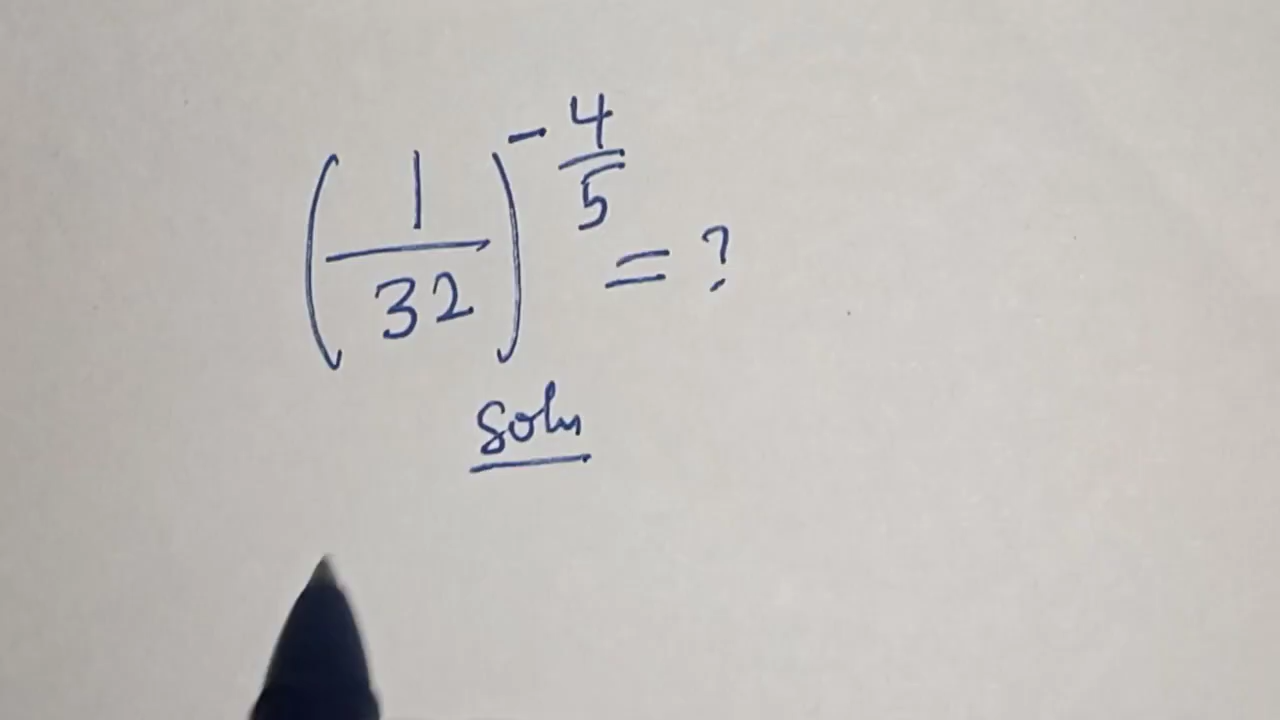 (1/32)^-4/5 = ?
Soln